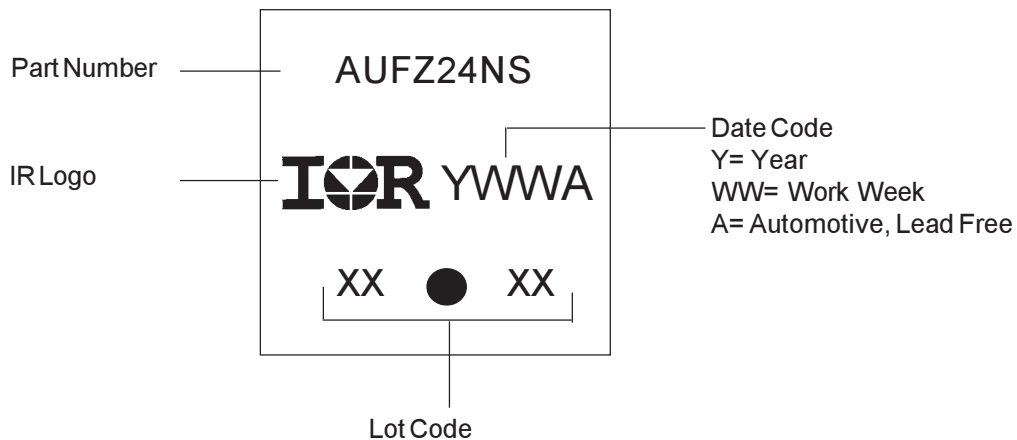 Part Number
AUFZ24NS
IR Logo
IOR YWWA
Date Code
Y= Year
WW= Work Week
A= Automotive, Lead Free
XX ● XX
Lot Code